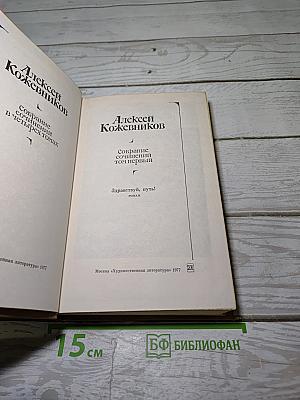 Алексей
Кожевников
Собрание
сочинений
в четырех томах
Алексей
Кожевников
Собрание
сочинений
том первый
Здравствуй, путь!
роман
Москва «Художественная литература» 1977
15 см
БФ БИБЛИОФАН